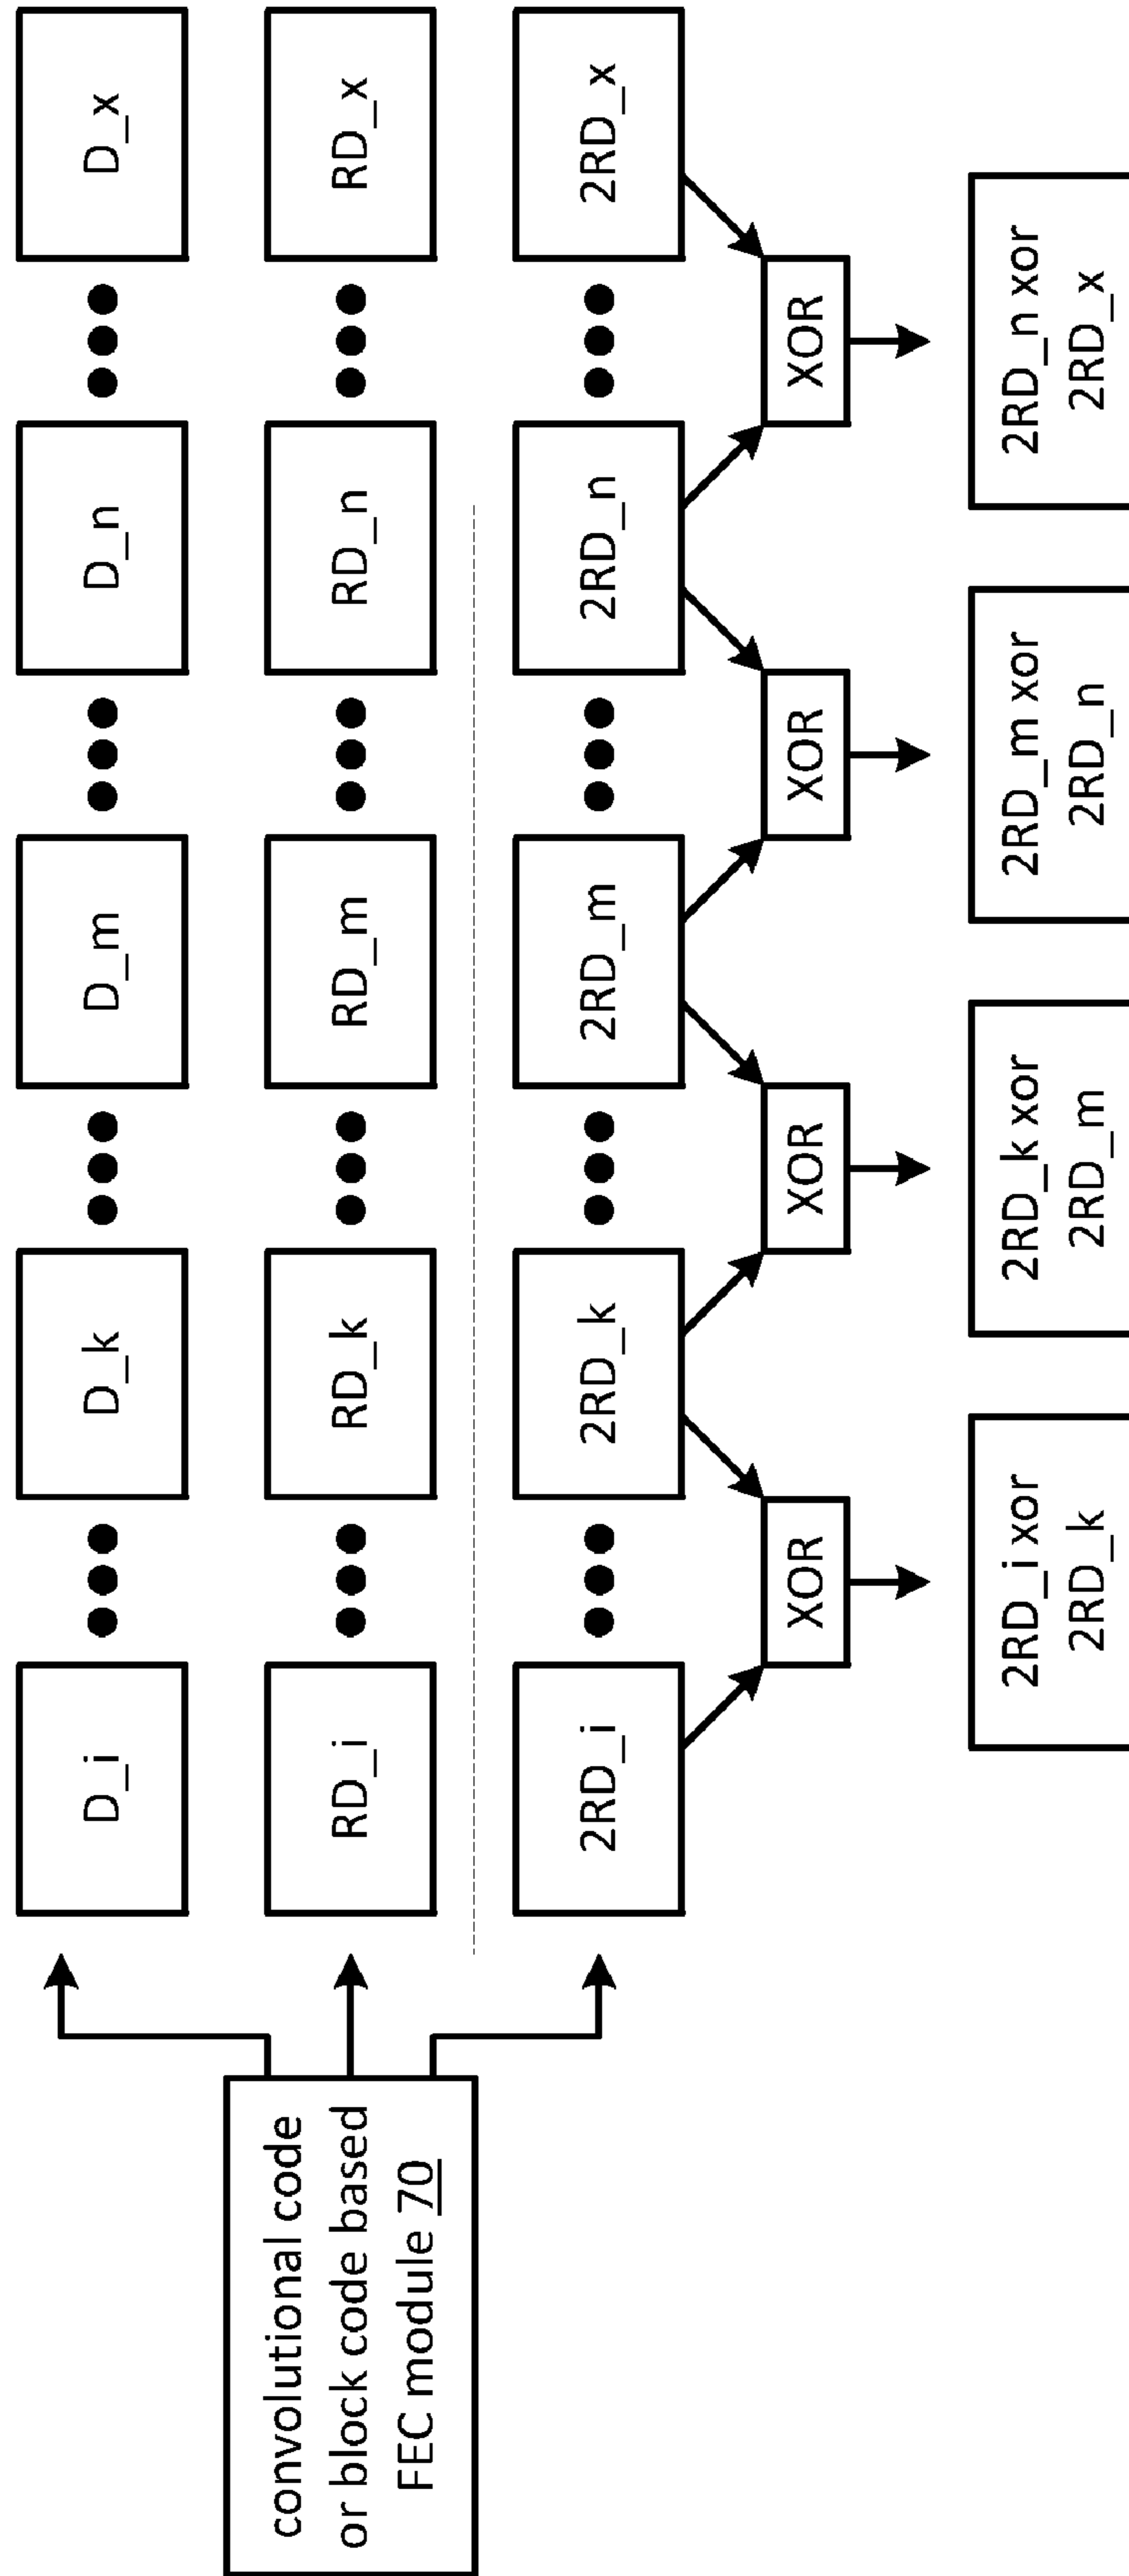 convolutional code
or block code based
FEC module 70
D_i
D_k
D_m
D_n
D_x
RD_i
RD_k
RD_m
RD_n
RD_x
2RD_i
2RD_k
2RD_m
2RD_n
2RD_x
XOR
XOR
XOR
XOR
2RD_i xor
2RD_k
2RD_k xor
2RD_m
2RD_m xor
2RD_n
2RD_n xor
2RD_x